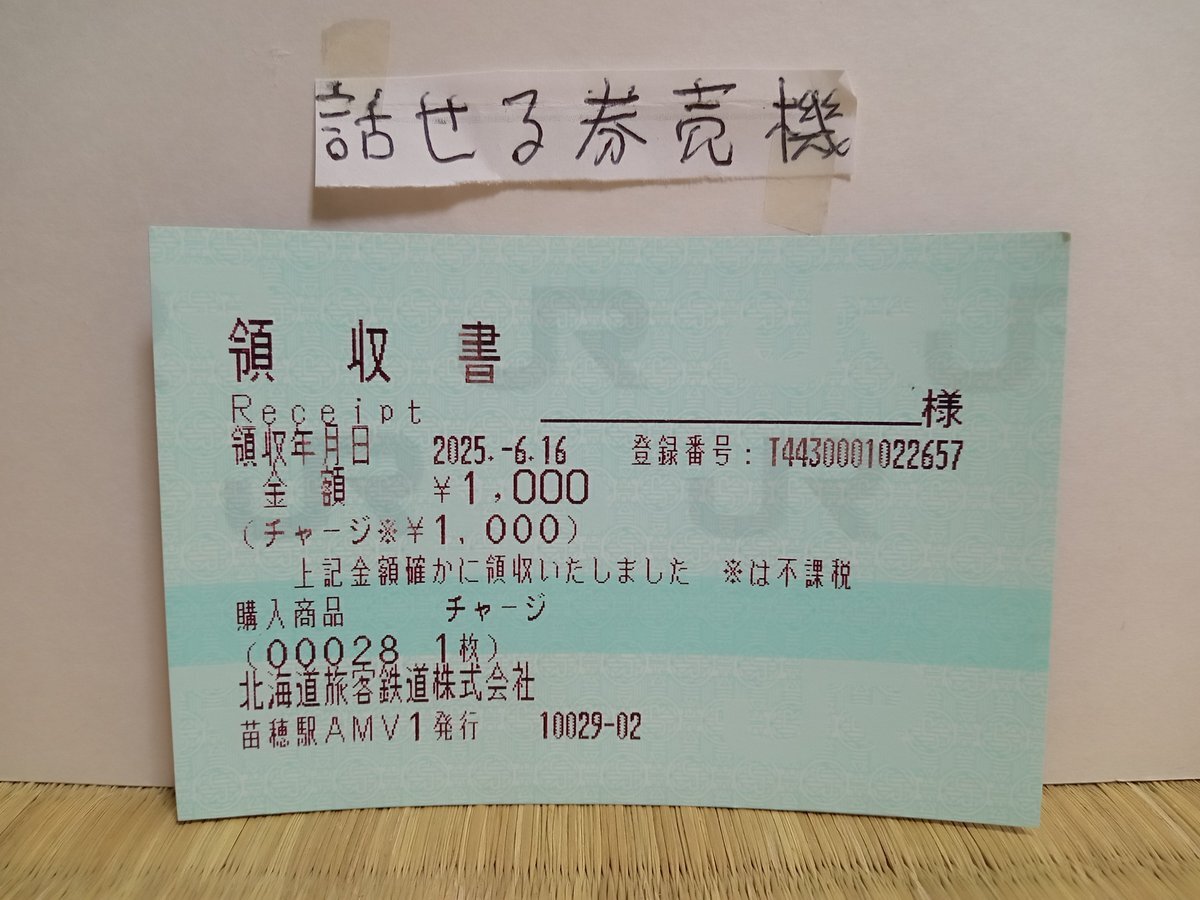 話せる券売機
領収書
Receipt
様
領収年月日 2025.-6.16 登録番号:T4430001022657
金額 ¥1,000
(チャージ※¥1,000)
上記金額確かに領収いたしました ※は不課税
購入商品 チャージ
(00028 1枚)
北海道旅客鉄道株式会社
苗穂駅AMV1発行 10029-02
JR
J
JR
JR